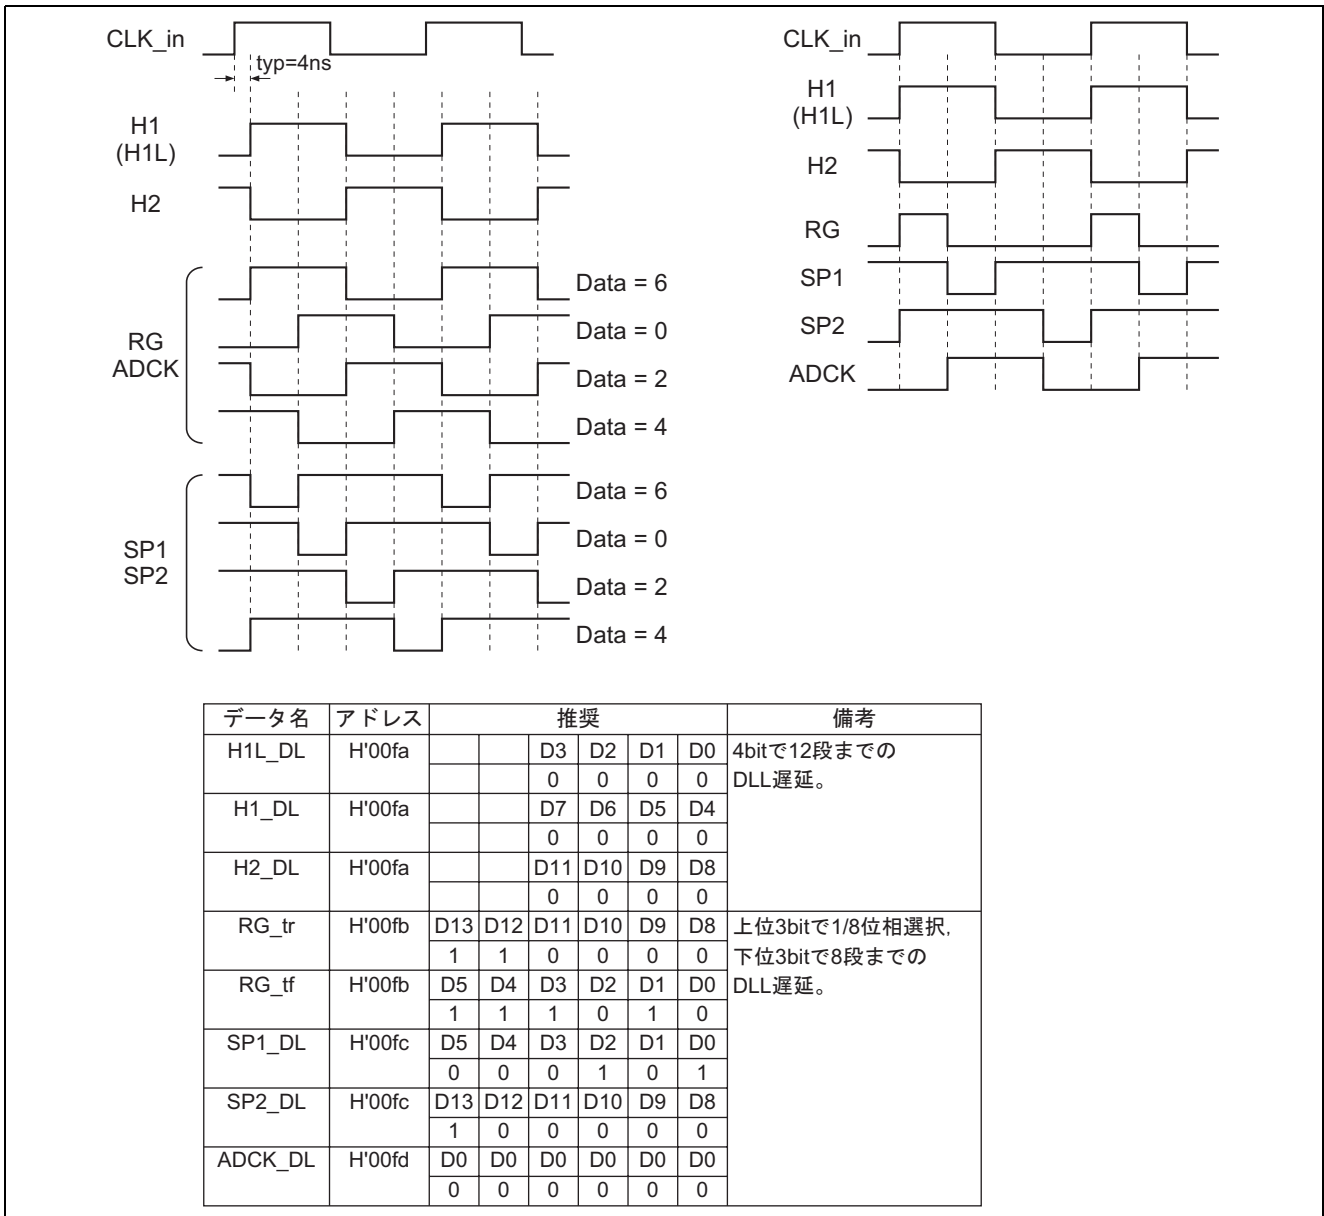 CLK_in
typ=4ns
H1
(H1L)
H2
RG
ADCK
Data = 6
Data = 0
Data = 2
Data = 4
SP1
SP2
Data = 6
Data = 0
Data = 2
Data = 4
CLK_in
H1
(H1L)
H2
RG
SP1
SP2
ADCK
データ名 アドレス 推奨 備考
H1L_DL H'00fa D3 D2 D1 D0 4bitで12段までの
0 0 0 0 DLL遅延。
H1_DL H'00fa D7 D6 D5 D4
0 0 0 0
H2_DL H'00fa D11 D10 D9 D8
0 0 0 0
RG_tr H'00fb D13 D12 D11 D10 D9 D8 上位3bitで1/8位相選択,
1 1 0 0 0 0 下位3bitで8段までの
RG_tf H'00fb D5 D4 D3 D2 D1 D0 DLL遅延。
1 1 1 0 1 0
SP1_DL H'00fc D5 D4 D3 D2 D1 D0
0 0 0 1 0 1
SP2_DL H'00fc D13 D12 D11 D10 D9 D8
1 0 0 0 0 0
ADCK_DL H'00fd D0 D0 D0 D0 D0 D0
0 0 0 0 0 0